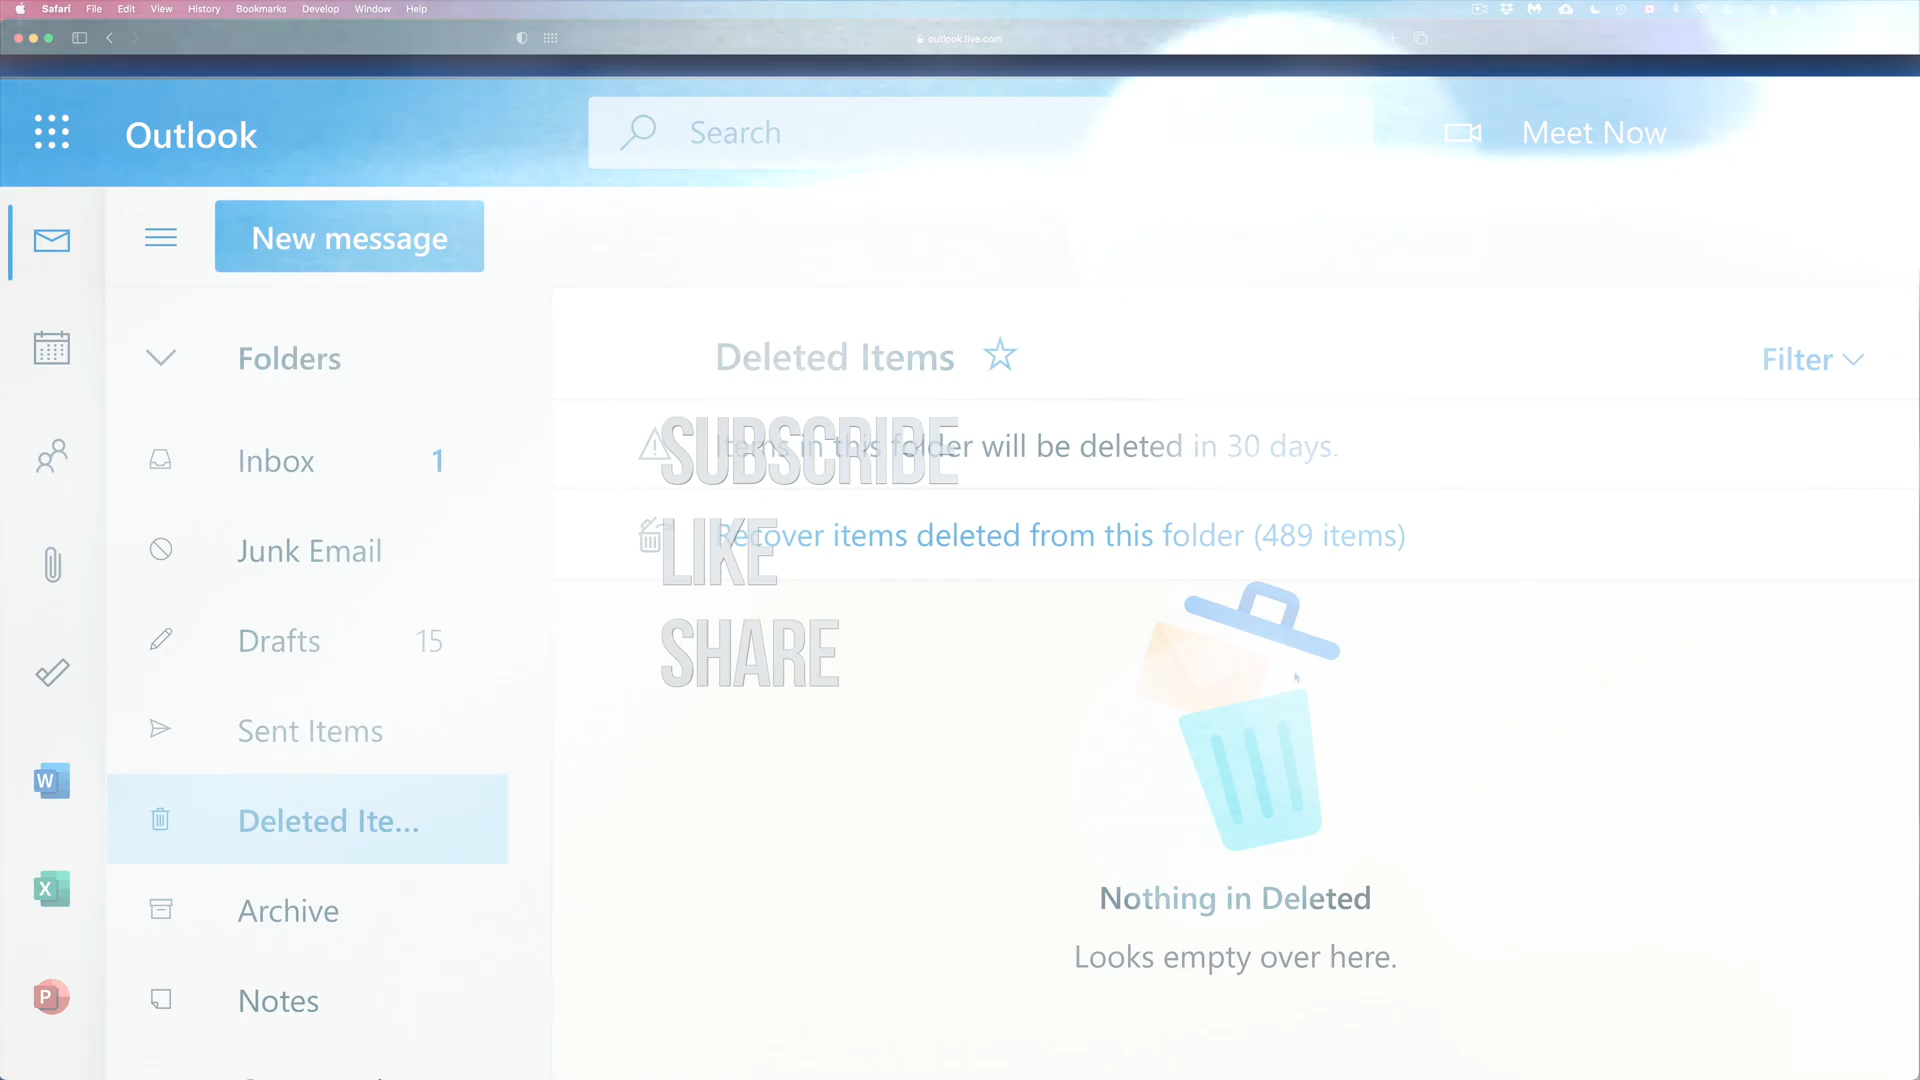 Safari File Edit View History Bookmarks Develop Window Help
outlook.live.com
Outlook
Search
Meet Now
New message
Folders
Deleted Items
Filter
Inbox 1
Items in this folder will be deleted in 30 days.
SUBSCRIBE
Junk Email
Recover items deleted from this folder (489 items)
LIKE
Drafts 15
SHARE
Sent Items
W
Deleted Ite...
X
Archive
Nothing in Deleted
Looks empty over here.
P
Notes